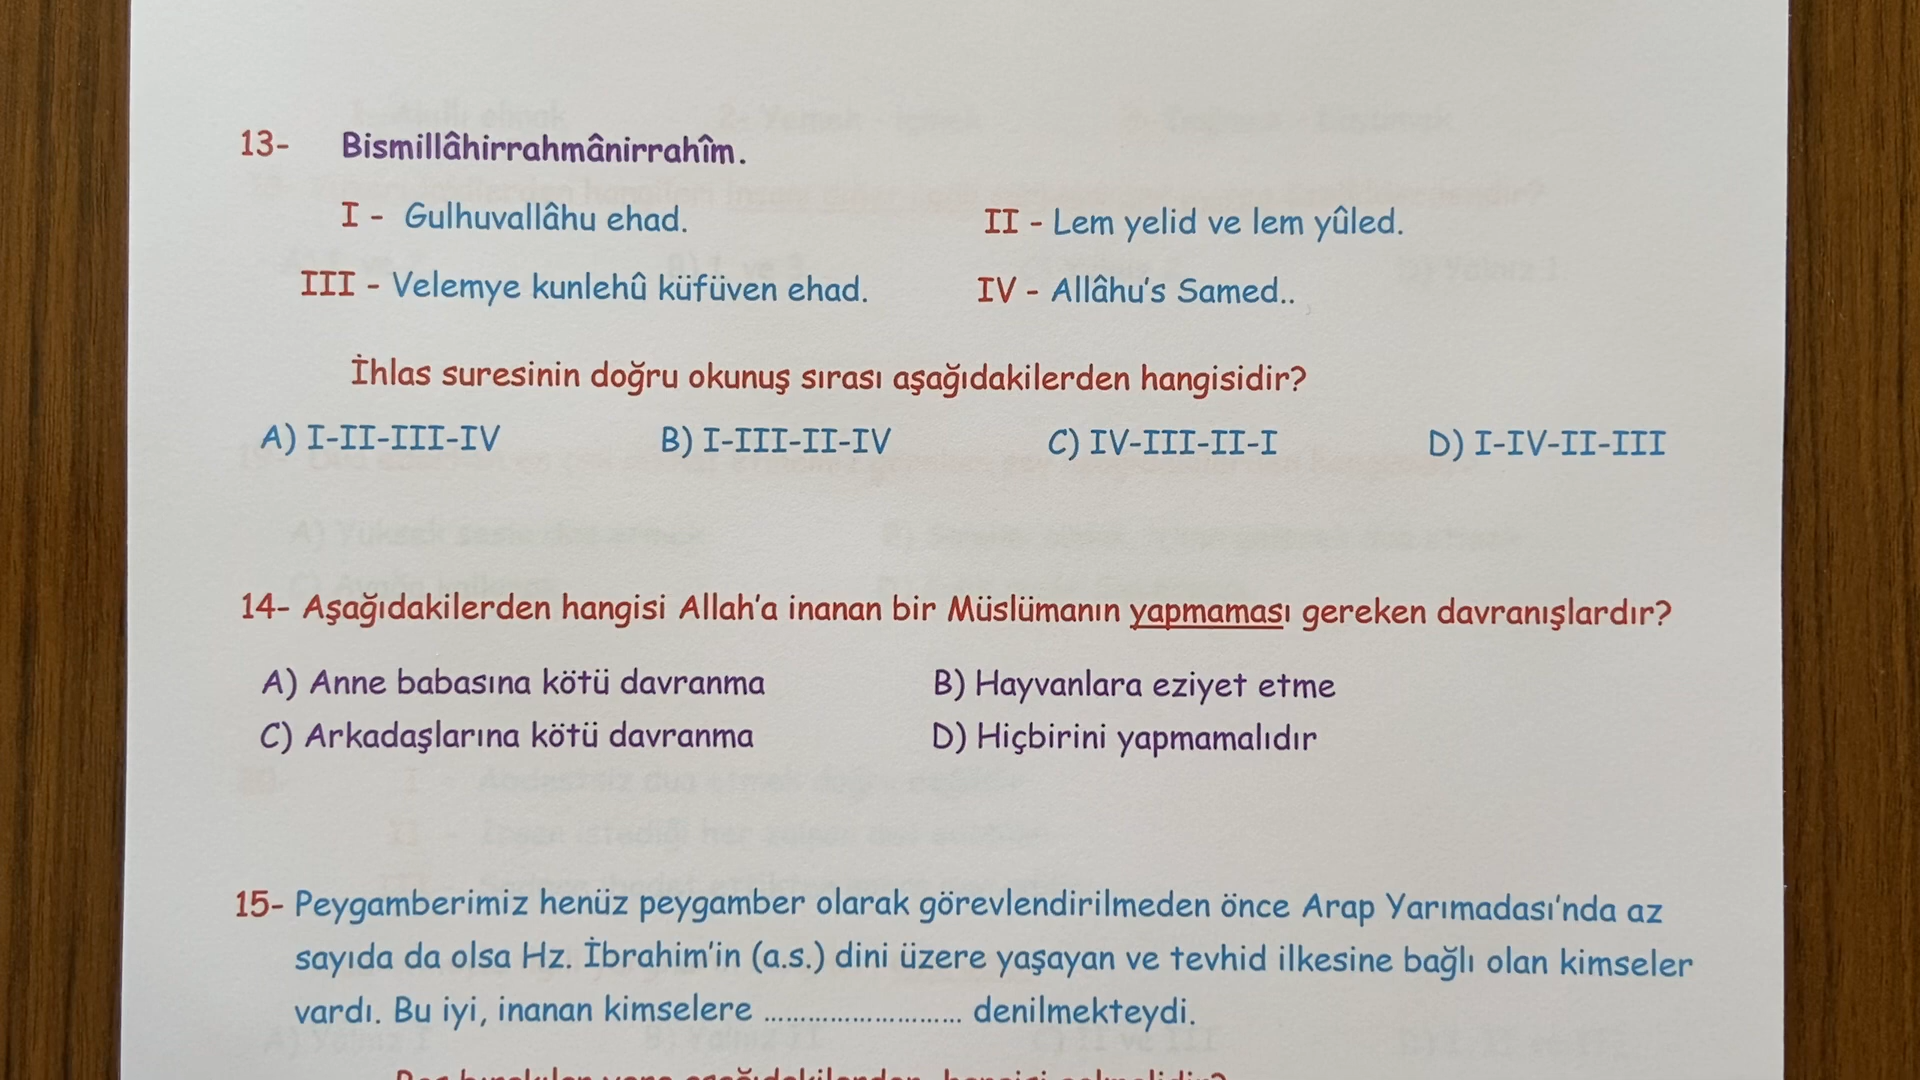 13- Bismillâhirrahmânirrahîm.
I - Gulhuvallâhu ehad. II - Lem yelid ve lem yûled.
III - Velemye kunlehû küfüven ehad. IV - Allâhu's Samed..
İhlas suresinin doğru okunuş sırası aşağıdakilerden hangisidir?
A) I-II-III-IV B) I-III-II-IV C) IV-III-II-I D) I-IV-II-III
14- Aşağıdakilerden hangisi Allah'a inanan bir Müslümanın yapmaması gereken davranışlardır?
A) Anne babasına kötü davranma B) Hayvanlara eziyet etme
C) Arkadaşlarına kötü davranma D) Hiçbirini yapmamalıdır
15- Peygamberimiz henüz peygamber olarak görevlendirilmeden önce Arap Yarımadası'nda az
sayıda da olsa Hz. İbrahim'in (a.s.) dini üzere yaşayan ve tevhid ilkesine bağlı olan kimseler
vardı. Bu iyi, inanan kimselere ........................... denilmekteydi.